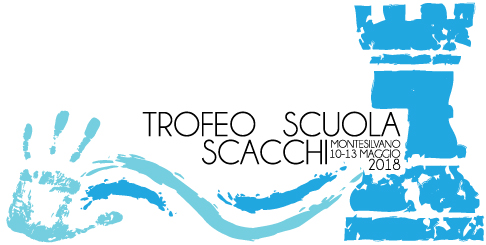 TROFEO SCUOLA
SCACCHI
MONTESILVANO
10-13 MAGGIO
2018